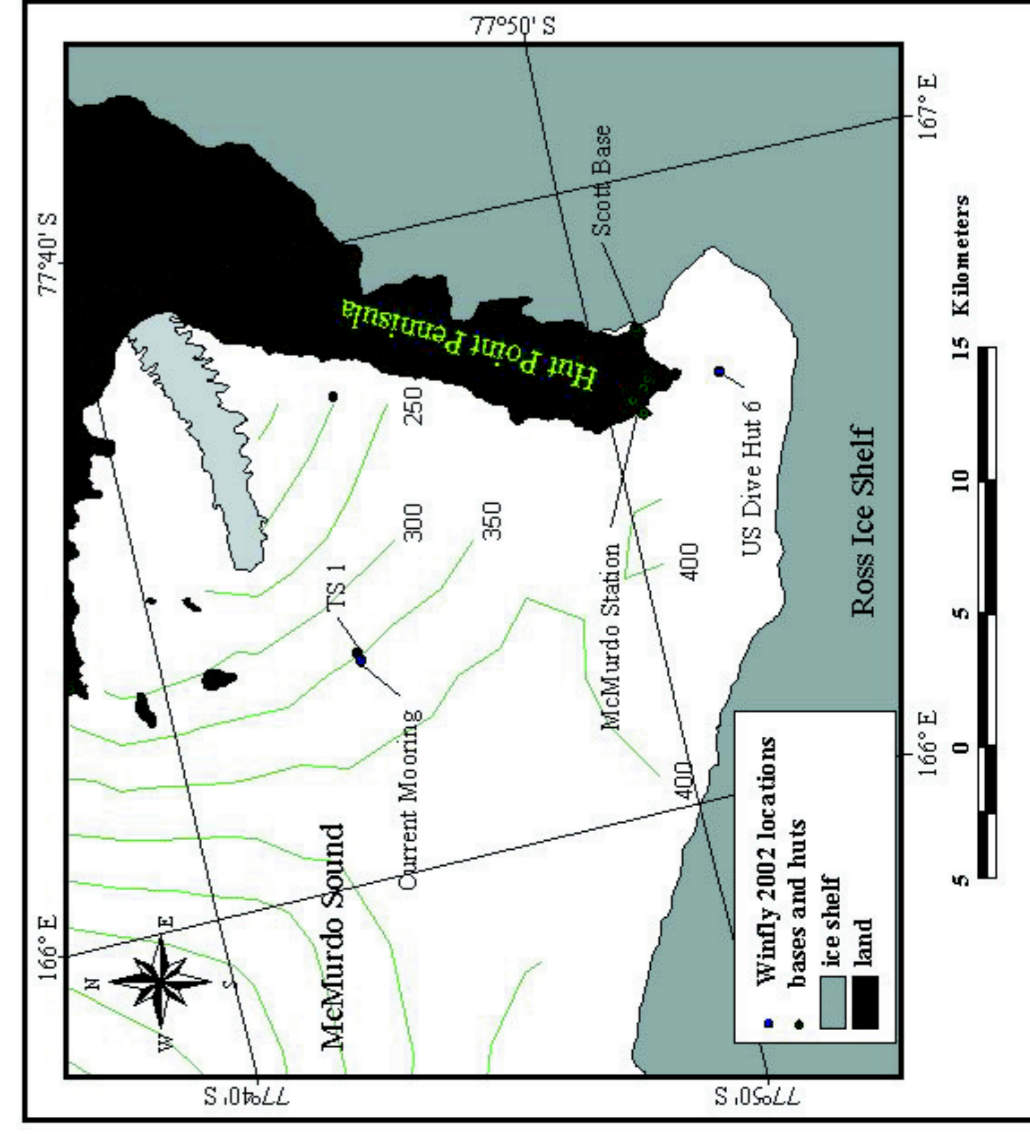 77°50' S
77°40' S
167° E
Scott Base
Hut Point Pennisula
250
300
350
TS 1
Current Mooring
McMurdo Station
400
US Dive Hut 6
Ross Ice Shelf
400
McMurdo Sound
166° E
N
E
S
W
166° E
Winfly 2002 locations
bases and huts
ice shelf
land
77°40' S
77°50' S
5 0 5 10 15 Kilometers